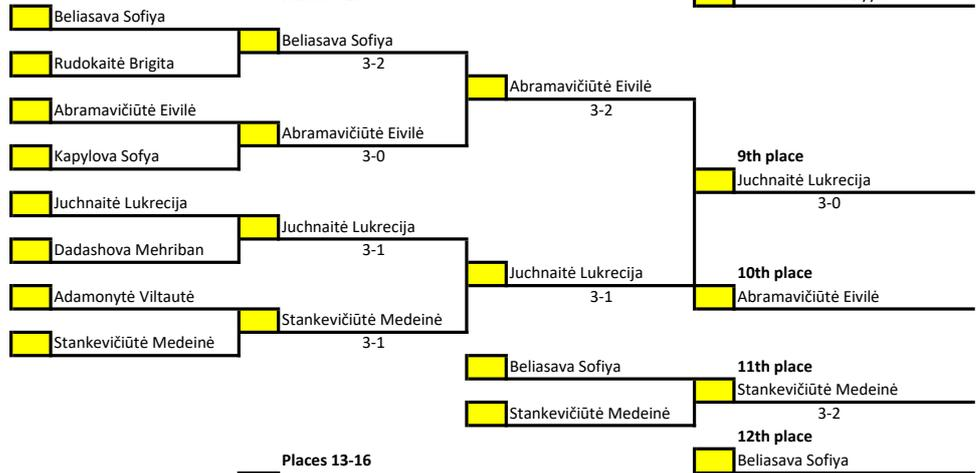 Beliasava Sofiya
Beliasava Sofiya
Rudokaitė Brigita
3-2
Abramavičiūtė Eivilė
Abramavičiūtė Eivilė
3-2
Abramavičiūtė Eivilė
Kapylova Sofya
3-0
9th place
Juchnaitė Lukrecija
3-0
Juchnaitė Lukrecija
Juchnaitė Lukrecija
Dadashova Mehriban
3-1
Juchnaitė Lukrecija
3-1
10th place
Abramavičiūtė Eivilė
Adamonytė Viltautė
Stankevičiūtė Medeinė
Stankevičiūtė Medeinė
3-1
Beliasava Sofiya
11th place
Stankevičiūtė Medeinė
Stankevičiūtė Medeinė
3-2
12th place
Places 13-16
Beliasava Sofiya